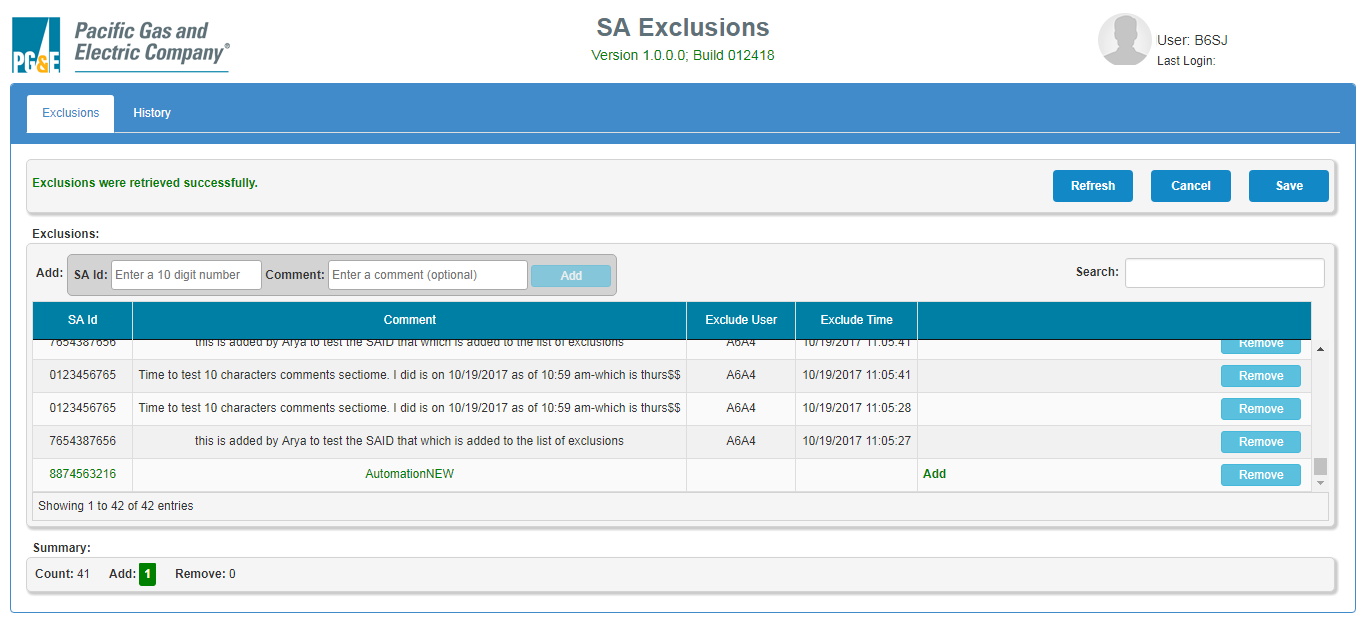 PG&E
Pacific Gas and
Electric Company®
SA Exclusions
Version 1.0.0.0; Build 012418
User: B6SJ
Last Login:
Exclusions History
Exclusions were retrieved successfully. Refresh Cancel Save
Exclusions:
Add: SA Id: Enter a 10 digit number Comment: Enter a comment (optional) Add Search:
SA Id Comment Exclude User Exclude Time
7654387656 this is added by Arya to test the SAID that which is added to the list of exclusions A6A4 10/19/2017 11:05:41 Remove
0123456765 Time to test 10 characters comments sectiome. I did is on 10/19/2017 as of 10:59 am-which is thurs$$ A6A4 10/19/2017 11:05:41 Remove
0123456765 Time to test 10 characters comments sectiome. I did is on 10/19/2017 as of 10:59 am-which is thurs$$ A6A4 10/19/2017 11:05:28 Remove
7654387656 this is added by Arya to test the SAID that which is added to the list of exclusions A6A4 10/19/2017 11:05:27 Remove
8874563216 AutomationNEW Add Remove
Showing 1 to 42 of 42 entries
Summary:
Count: 41 Add: 1 Remove: 0